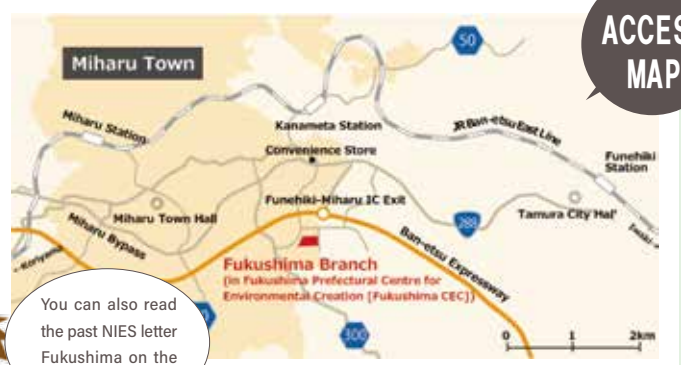 ACCES
MAP
50
Miharu Town
Miharu Station
Kanameta Station
JR Ban-etsu East Line
Convenience Store
Funehiki
Station
Miharu Town Hall
Funehiki-Miharu IC Exit
Tamura City Hal
288
Miharu Bypass
Ban-etsu Expressway
Iwaki
Koriyama
Fukushima Branch
(in Fukushima Prefectural Centre for
Environmental Creation [Fukushima CEC])
300
0 1 2km
You can also read
the past NIES letter
Fukushima on the